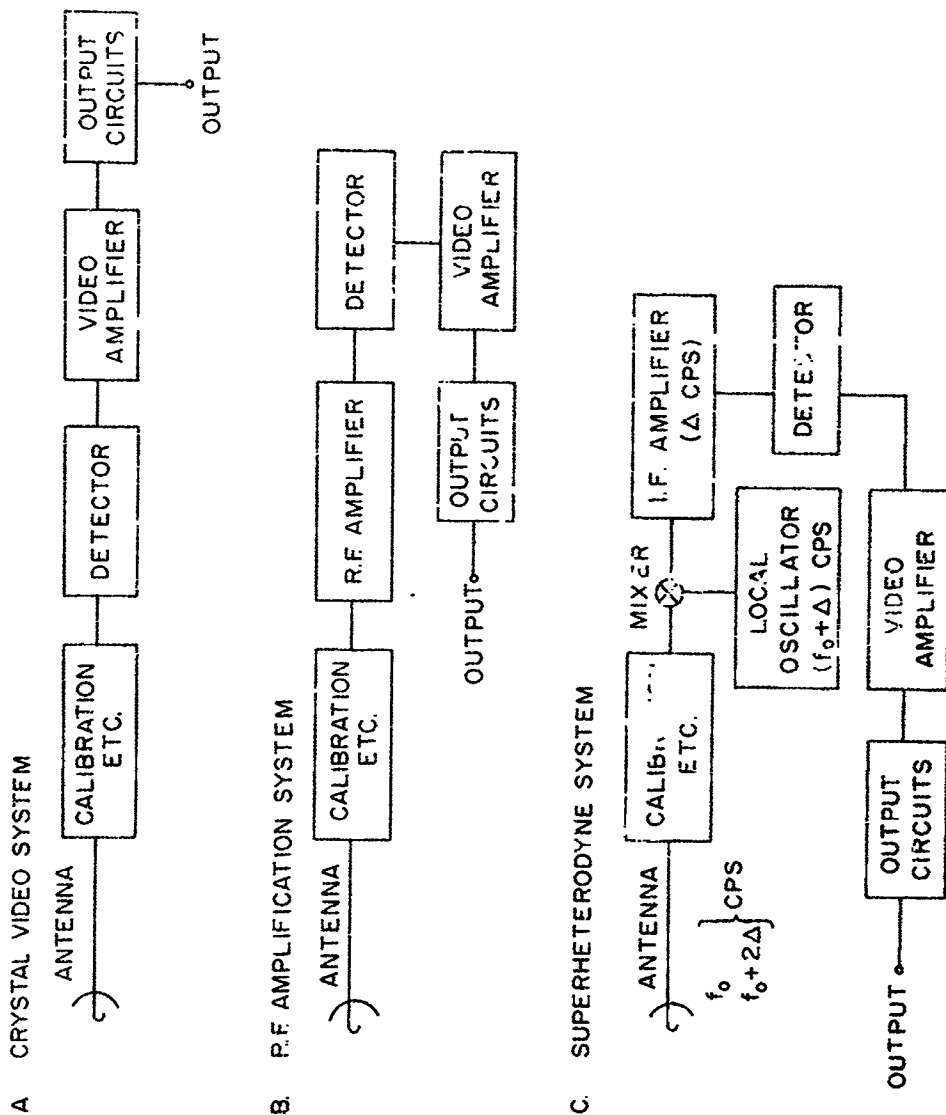 A CRYSTAL VIDEO SYSTEM
ANTENNA
CALIBRATION
ETC.
DETECTOR
VIDEO
AMPLIFIER
OUTPUT
CIRCUITS
OUTPUT
B. R.F. AMPLIFICATION SYSTEM
ANTENNA
CALIBRATION
ETC.
R.F. AMPLIFIER
DETECTOR
VIDEO
AMPLIFIER
OUTPUT
CIRCUITS
OUTPUT
C. SUPERHETERODYNE SYSTEM
ANTENNA
f₀
f₀+2Δ
} CPS
ETC.
MIXER
I.F. AMPLIFIER
(Δ CPS)
LOCAL
OSCILLATOR
(f₀+Δ) CPS
DETECTOR
VIDEO
AMPLIFIER
OUTPUT
CIRCUITS
OUTPUT